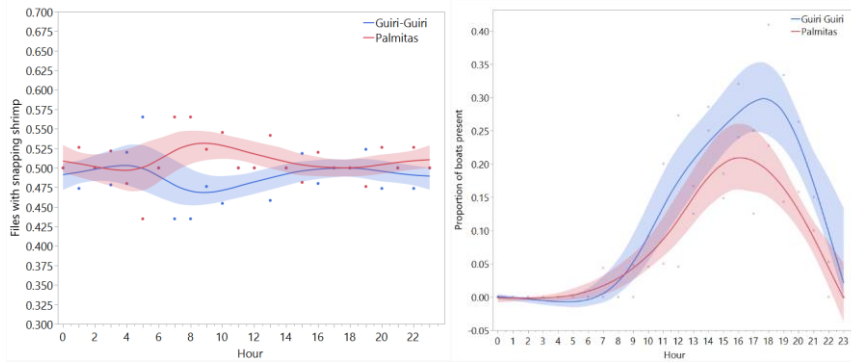 0.700
0.675
0.650
0.625
0.600
0.575
0.550
0.525
0.500
0.475
0.450
0.425
0.400
0.375
0.350
0.325
0.300
Files with snapping shrimp
Guiri-Guiri
Palmitas
0 2 4 6 8 10 12 14 16 18 20 22
Hour
0.40
0.35
0.30
0.25
0.20
0.15
0.10
0.05
0.00
-0.05
Proportion of boats present
Guiri Guiri
Palmitas
0 1 2 3 4 5 6 7 8 9 10 11 12 13 14 15 16 17 18 19 20 21 22 23
Hour